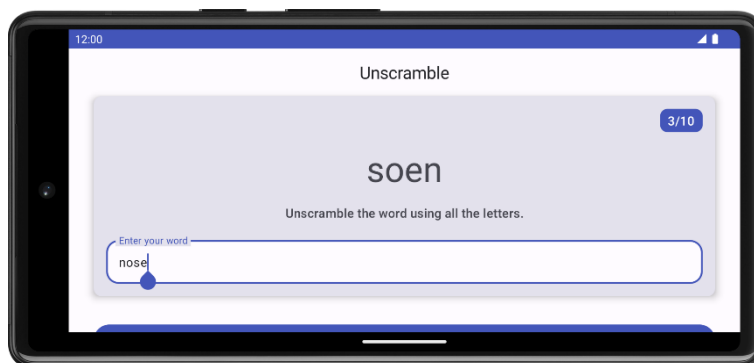 12:00
Unscramble
3/10
soen
Unscramble the word using all the letters.
Enter your word
nose